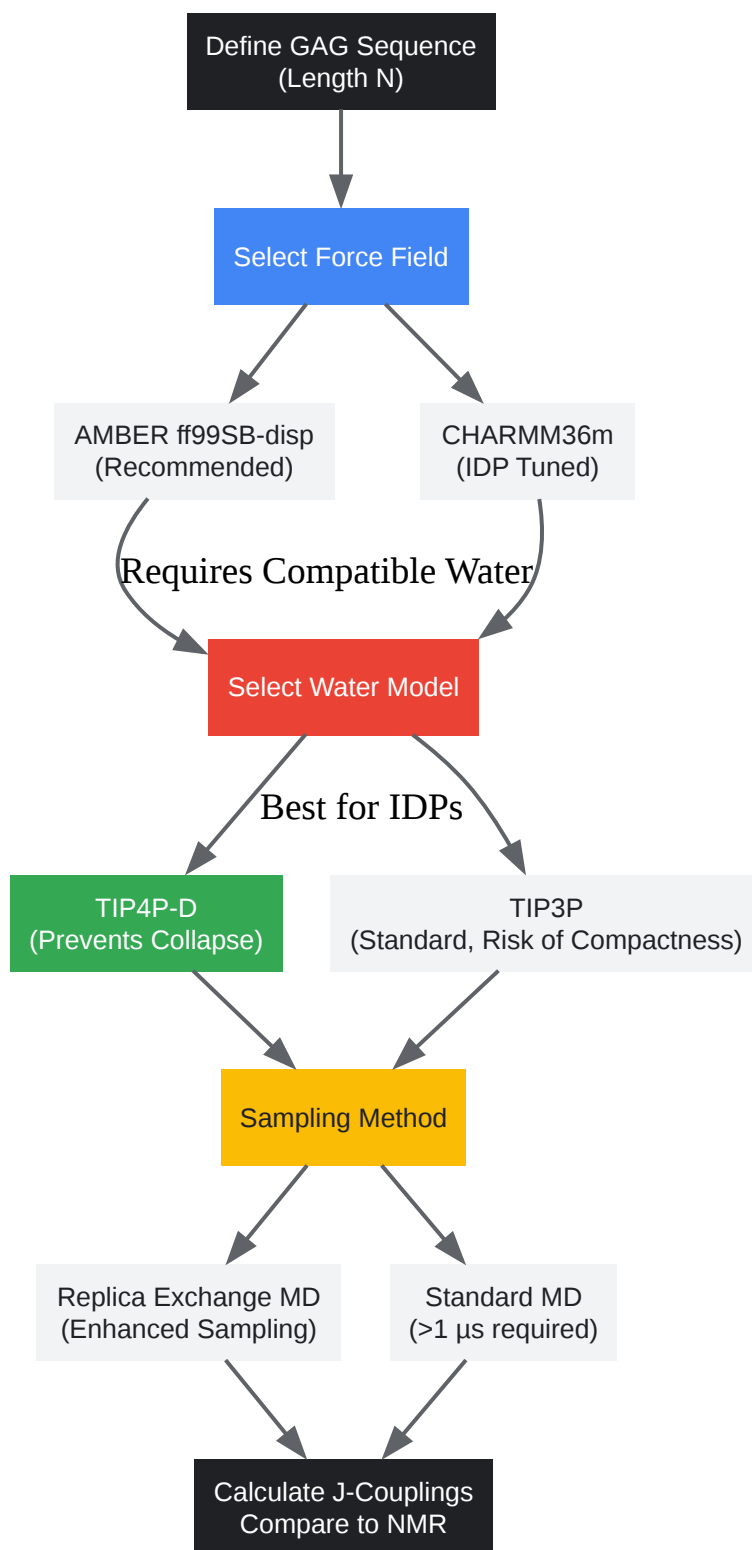 Define GAG Sequence
(Length N)
Select Force Field
AMBER ff99SB-disp
(Recommended)
CHARMM36m
(IDP Tuned)
Requires Compatible Water
Select Water Model
Best for IDPs
TIP4P-D
(Prevents Collapse)
TIP3P
(Standard, Risk of Compactness)
Sampling Method
Replica Exchange MD
(Enhanced Sampling)
Standard MD
(>1 µs required)
Calculate J-Couplings
Compare to NMR